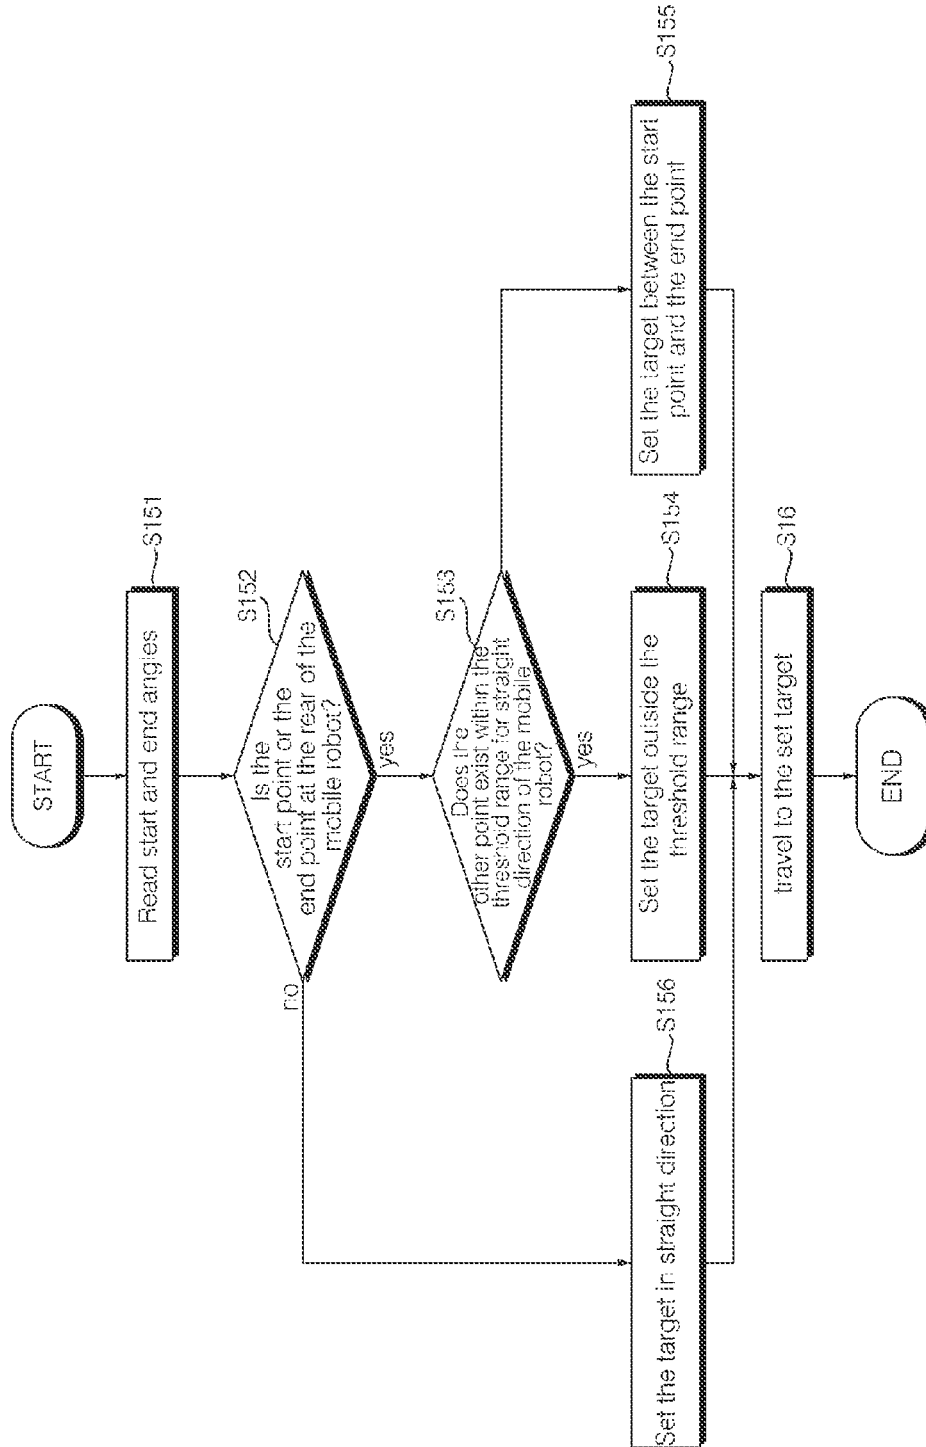 START
S151
Read start and end angles
S152
Is the
start point or the
end point at the rear of the
mobile robot?
no
yes
S153
Does the
other point exist within the
threshold range for straight
direction of the mobile
robot?
yes
S156
Set the target in straight direction
S154
Set the target outside the
threshold range
S155
Set the target between the start
point and the end point
S16
travel to the set target
END